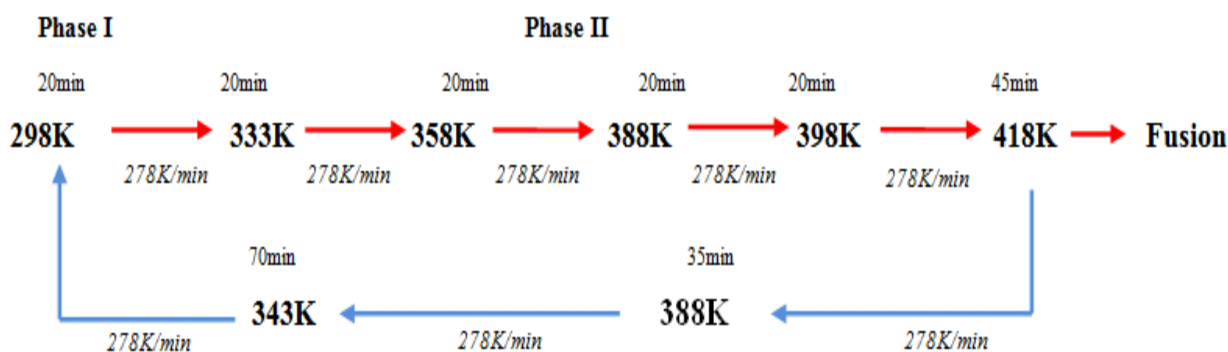 Phase I Phase II
20min 20min 20min 20min 20min 45min
298K 333K 358K 388K 398K 418K Fusion
278K/min 278K/min 278K/min 278K/min 278K/min
70min 35min
343K 388K
278K/min 278K/min 278K/min